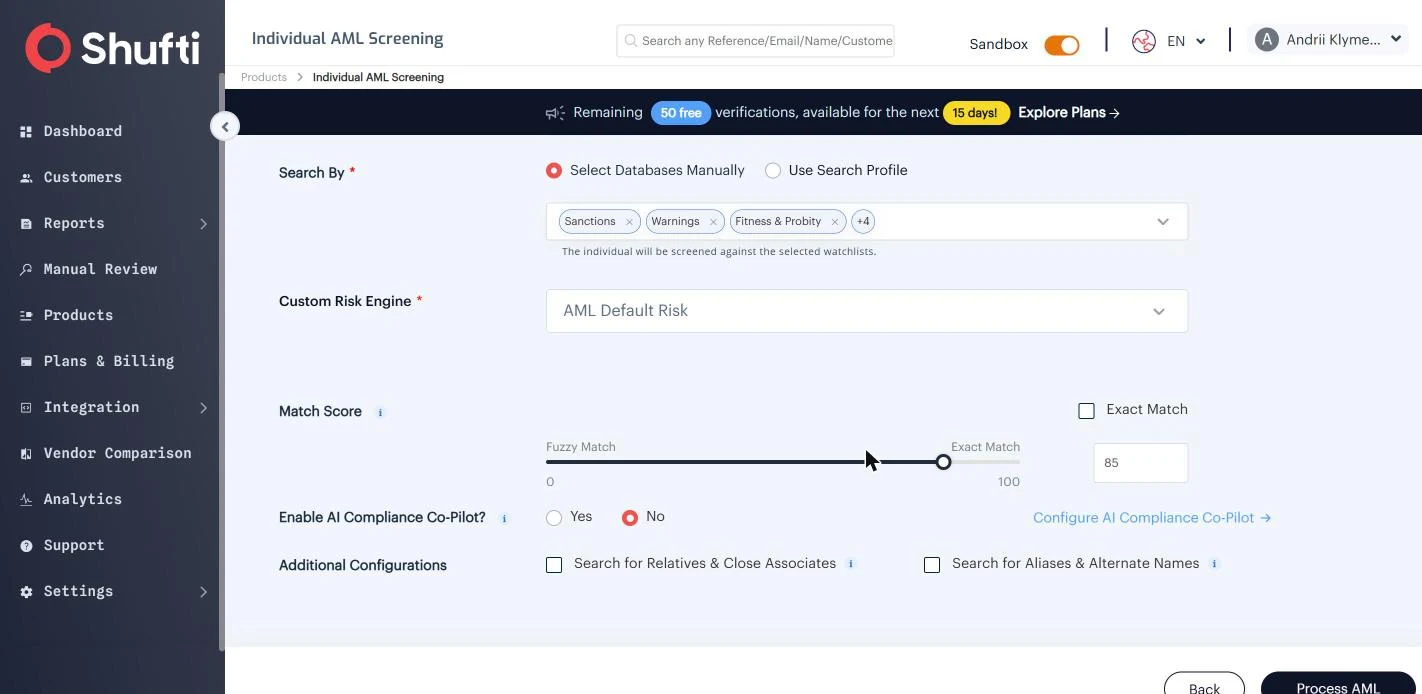 Shufti
Individual AML Screening
Search any Reference/Email/Name/Custome
Sandbox
EN
A
Andrii Klyme...
Products > Individual AML Screening
Remaining 50 free verifications, available for the next 15 days! Explore Plans →
Dashboard
Customers
Reports
Manual Review
Products
Plans & Billing
Integration
Vendor Comparison
Analytics
Support
Settings
Search By *
Select Databases Manually
Use Search Profile
Sanctions ×
Warnings ×
Fitness & Probity ×
+4
The individual will be screened against the selected watchlists.
Custom Risk Engine *
AML Default Risk
Match Score i
Exact Match
Fuzzy Match
Exact Match
85
0
100
Enable AI Compliance Co-Pilot? i
Yes
No
Configure AI Compliance Co-Pilot →
Additional Configurations
Search for Relatives & Close Associates i
Search for Aliases & Alternate Names i
Back
Process AML